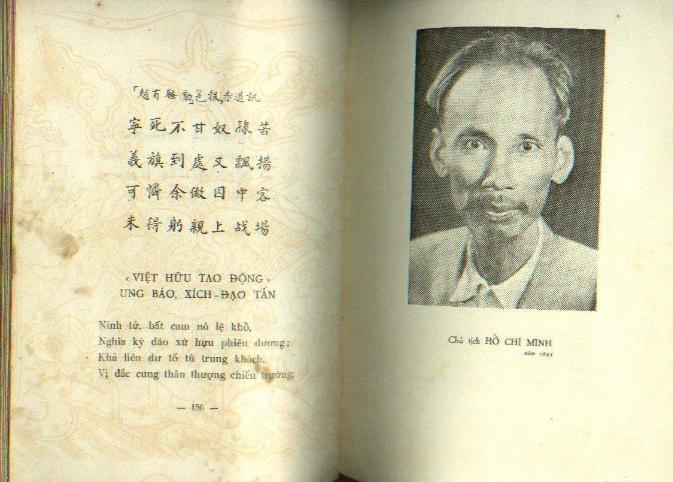 「越有騷動」邕報赤道訊
寧死不甘奴隸苦
義旗到處又飄揚
可憐余做囚中客
未得躬親上战場
«VIỆT HỮU TAO ĐỘNG»
UNG BÁO, XÍCH-ĐẠO TẤN
Ninh tử, bất cam nô lệ khổ,
Nghĩa kỳ đáo xứ hựu phiêu dương;
Khả liên dư tố tù trung khách,
Vị đắc cung thân thượng chiến trường.
— 156 —
Chủ tịch HỒ CHÍ MINH
năm